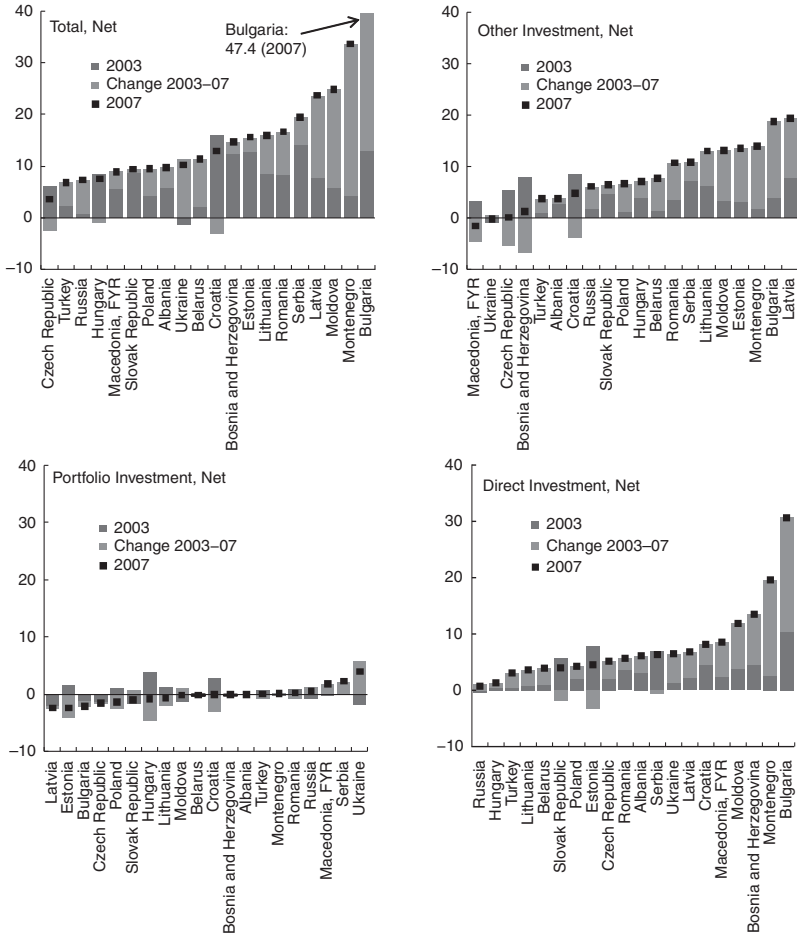 Total, Net
Bulgaria:
47.4 (2007)
2003
Change 2003–07
2007
40
30
20
10
0
–10
Czech Republic
Turkey
Russia
Hungary
Macedonia, FYR
Slovak Republic
Poland
Albania
Ukraine
Belarus
Croatia
Bosnia and Herzegovina
Estonia
Lithuania
Romania
Serbia
Latvia
Moldova
Montenegro
Bulgaria
Other Investment, Net
2003
Change 2003–07
2007
40
30
20
10
0
–10
Macedonia, FYR
Ukraine
Czech Republic
Bosnia and Herzegovina
Turkey
Albania
Croatia
Russia
Slovak Republic
Poland
Hungary
Belarus
Romania
Serbia
Lithuania
Moldova
Estonia
Montenegro
Bulgaria
Latvia
Portfolio Investment, Net
2003
Change 2003–07
2007
40
30
20
10
0
–10
Latvia
Estonia
Bulgaria
Czech Republic
Poland
Slovak Republic
Hungary
Lithuania
Moldova
Belarus
Croatia
Bosnia and Herzegovina
Albania
Turkey
Montenegro
Romania
Russia
Macedonia, FYR
Serbia
Ukraine
Direct Investment, Net
2003
Change 2003–07
2007
40
30
20
10
0
–10
Russia
Hungary
Turkey
Lithuania
Belarus
Slovak Republic
Poland
Estonia
Czech Republic
Romania
Albania
Serbia
Ukraine
Latvia
Croatia
Macedonia, FYR
Moldova
Bosnia and Herzegovina
Montenegro
Bulgaria